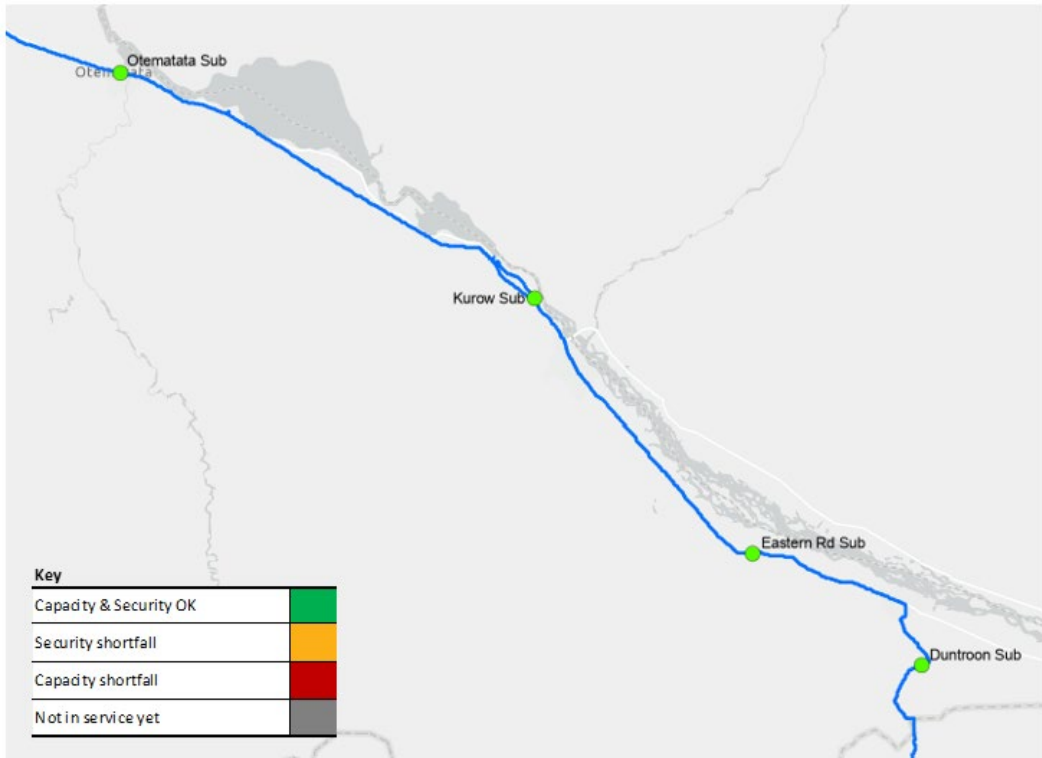 Otematata Sub
Otematata
Kurow Sub
Eastern Rd Sub
Duntroon Sub
Key
Capacity & Security OK
Security shortfall
Capacity shortfall
Not in service yet